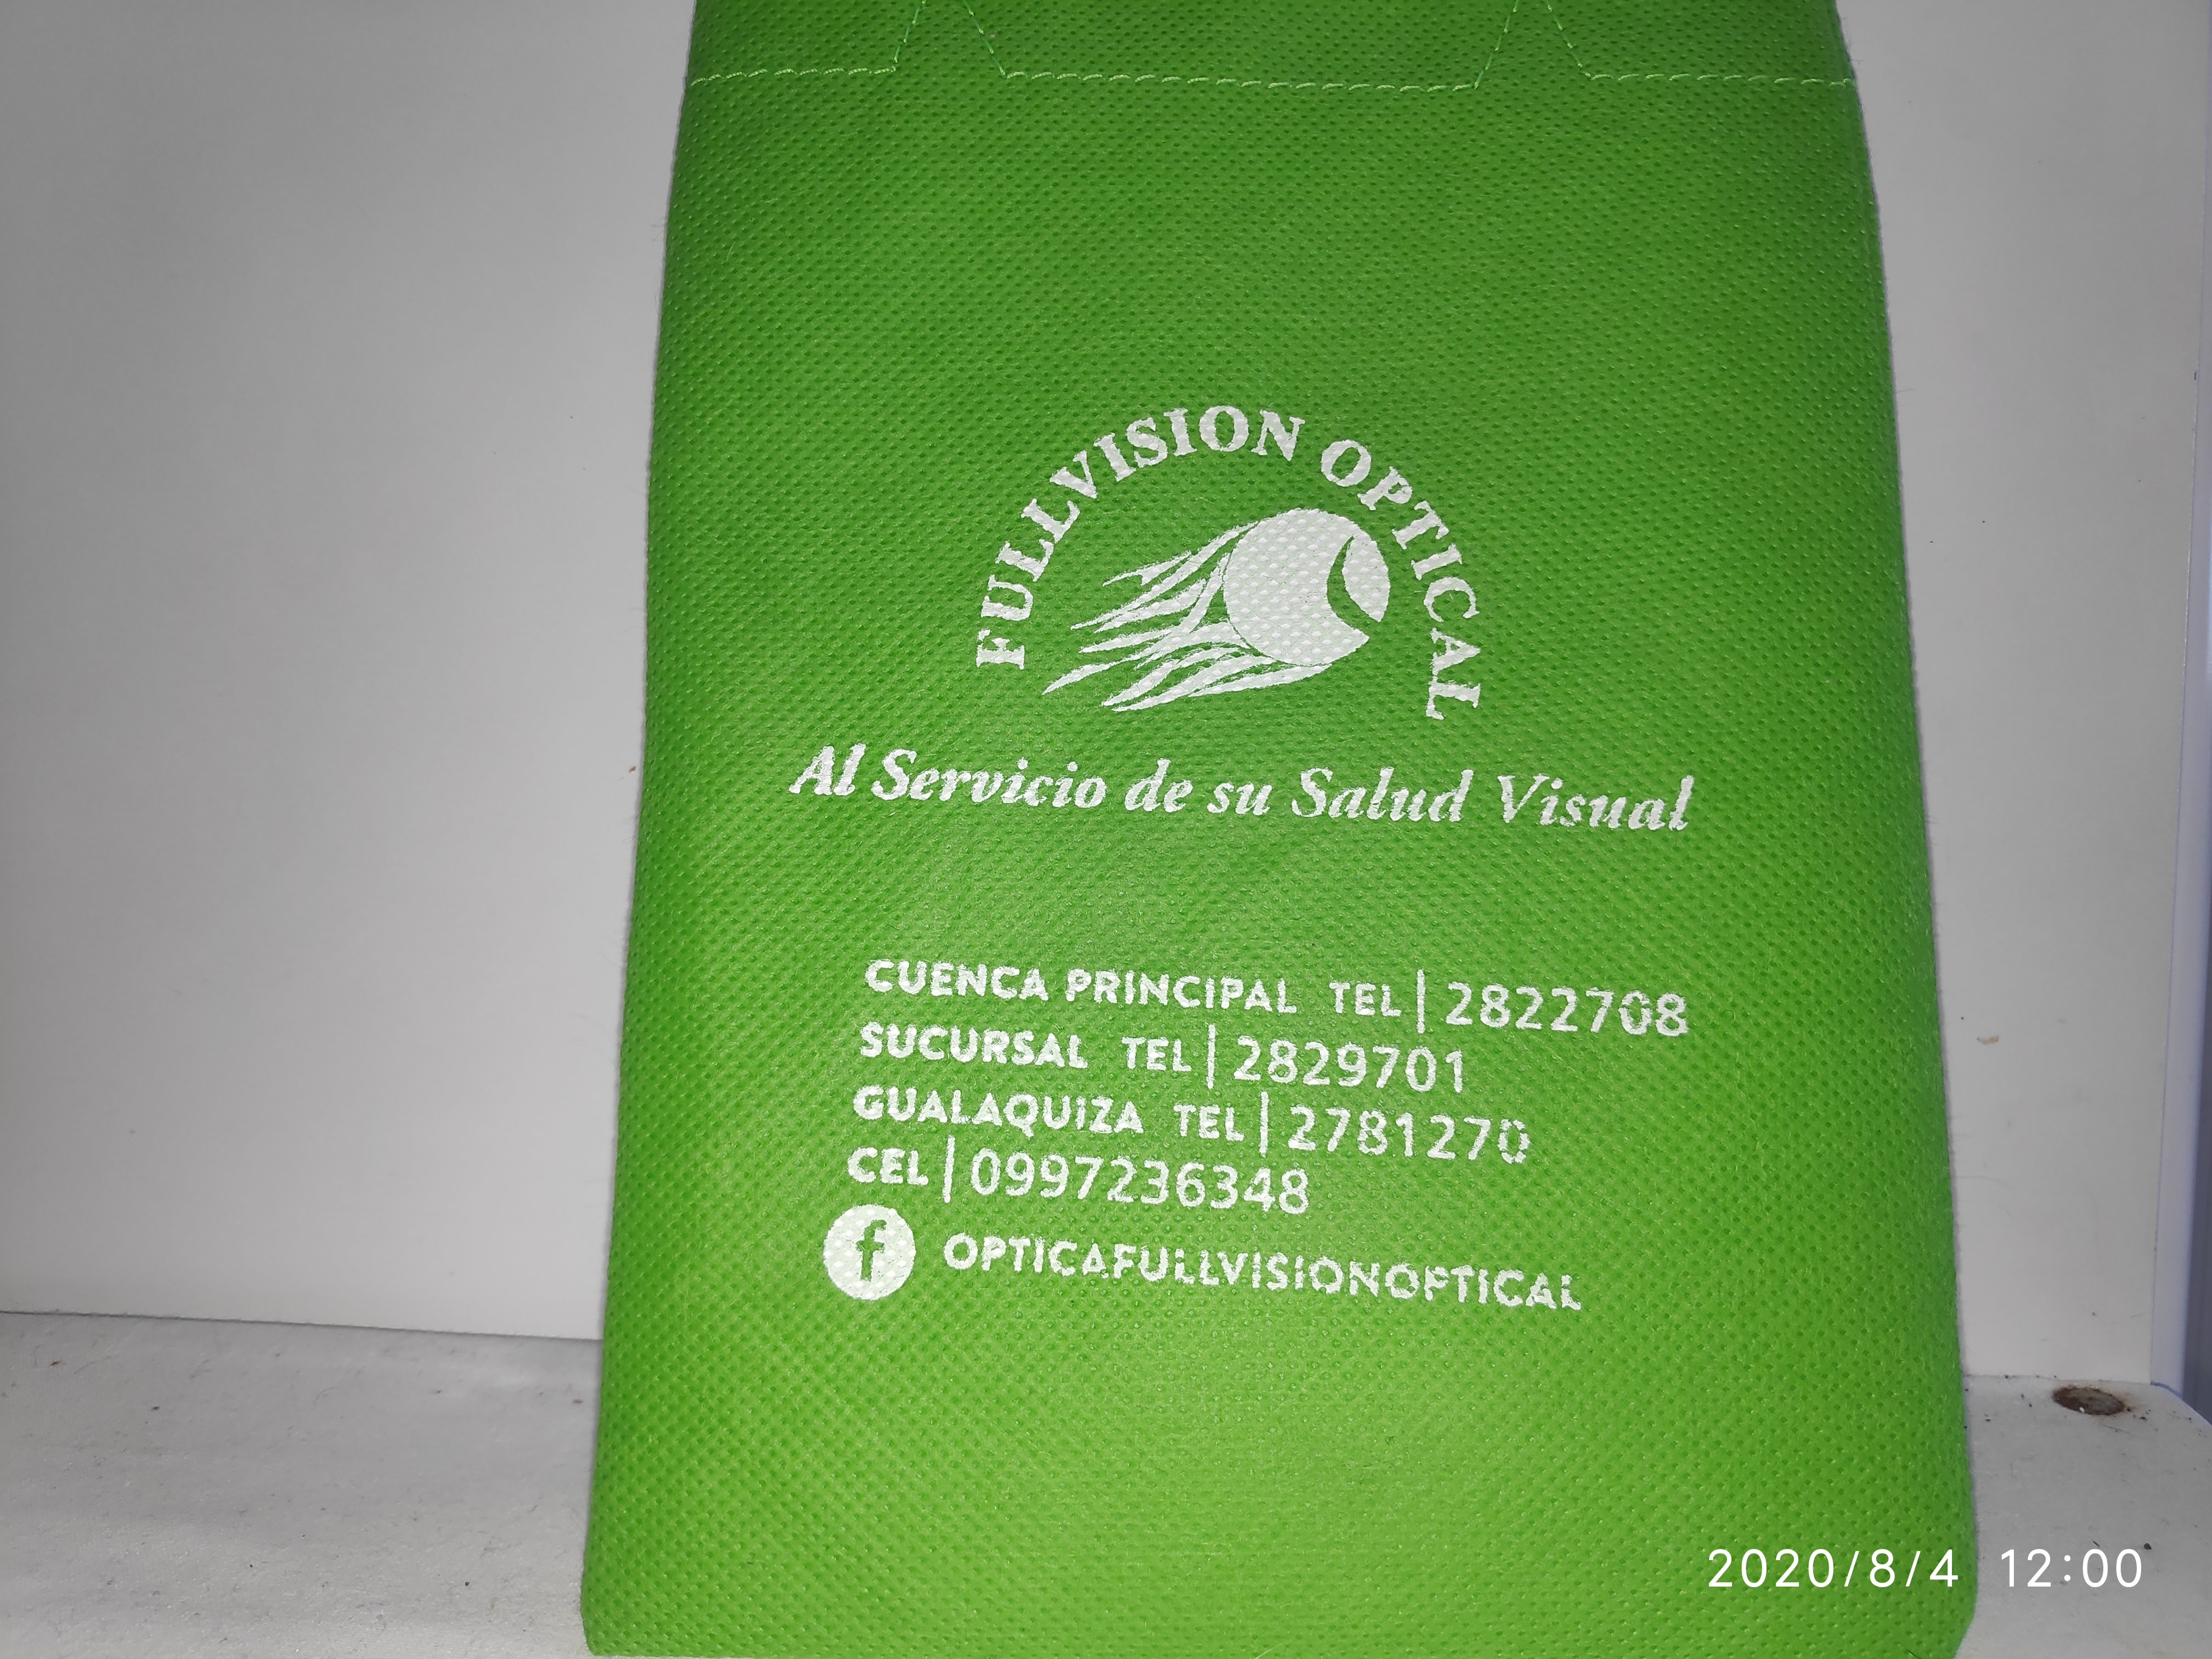 FULLVISION OPTICAL
Al Servicio de su Salud Visual
CUENCA PRINCIPAL TEL | 2822708
SUCURSAL TEL | 2829701
GUALAQUIZA TEL | 2781270
CEL | 0997236348
f OPTICAFULLVISIONOPTICAL
2020/8/4 12:00